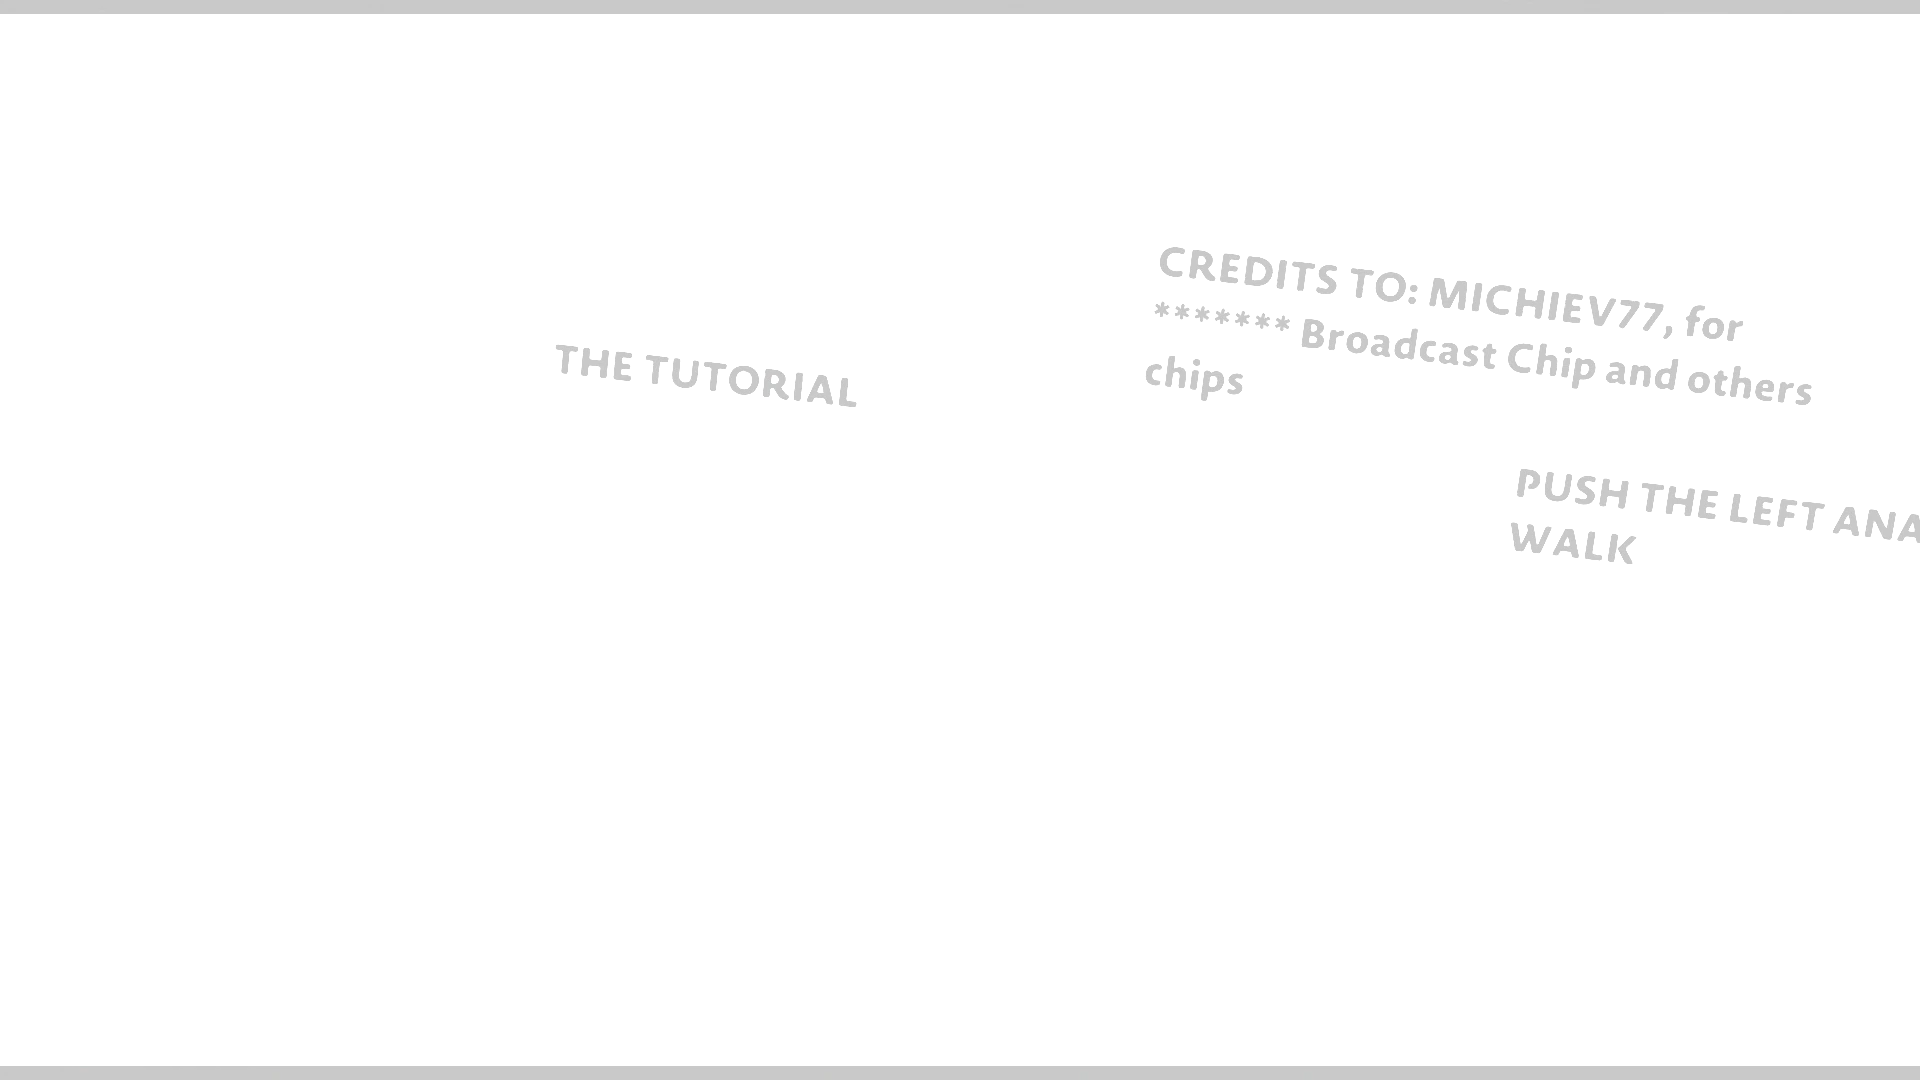 THE TUTORIAL
CREDITS TO: MICHIEV77, for
******* Broadcast Chip and others
chips
PUSH THE LEFT ANA
WALK